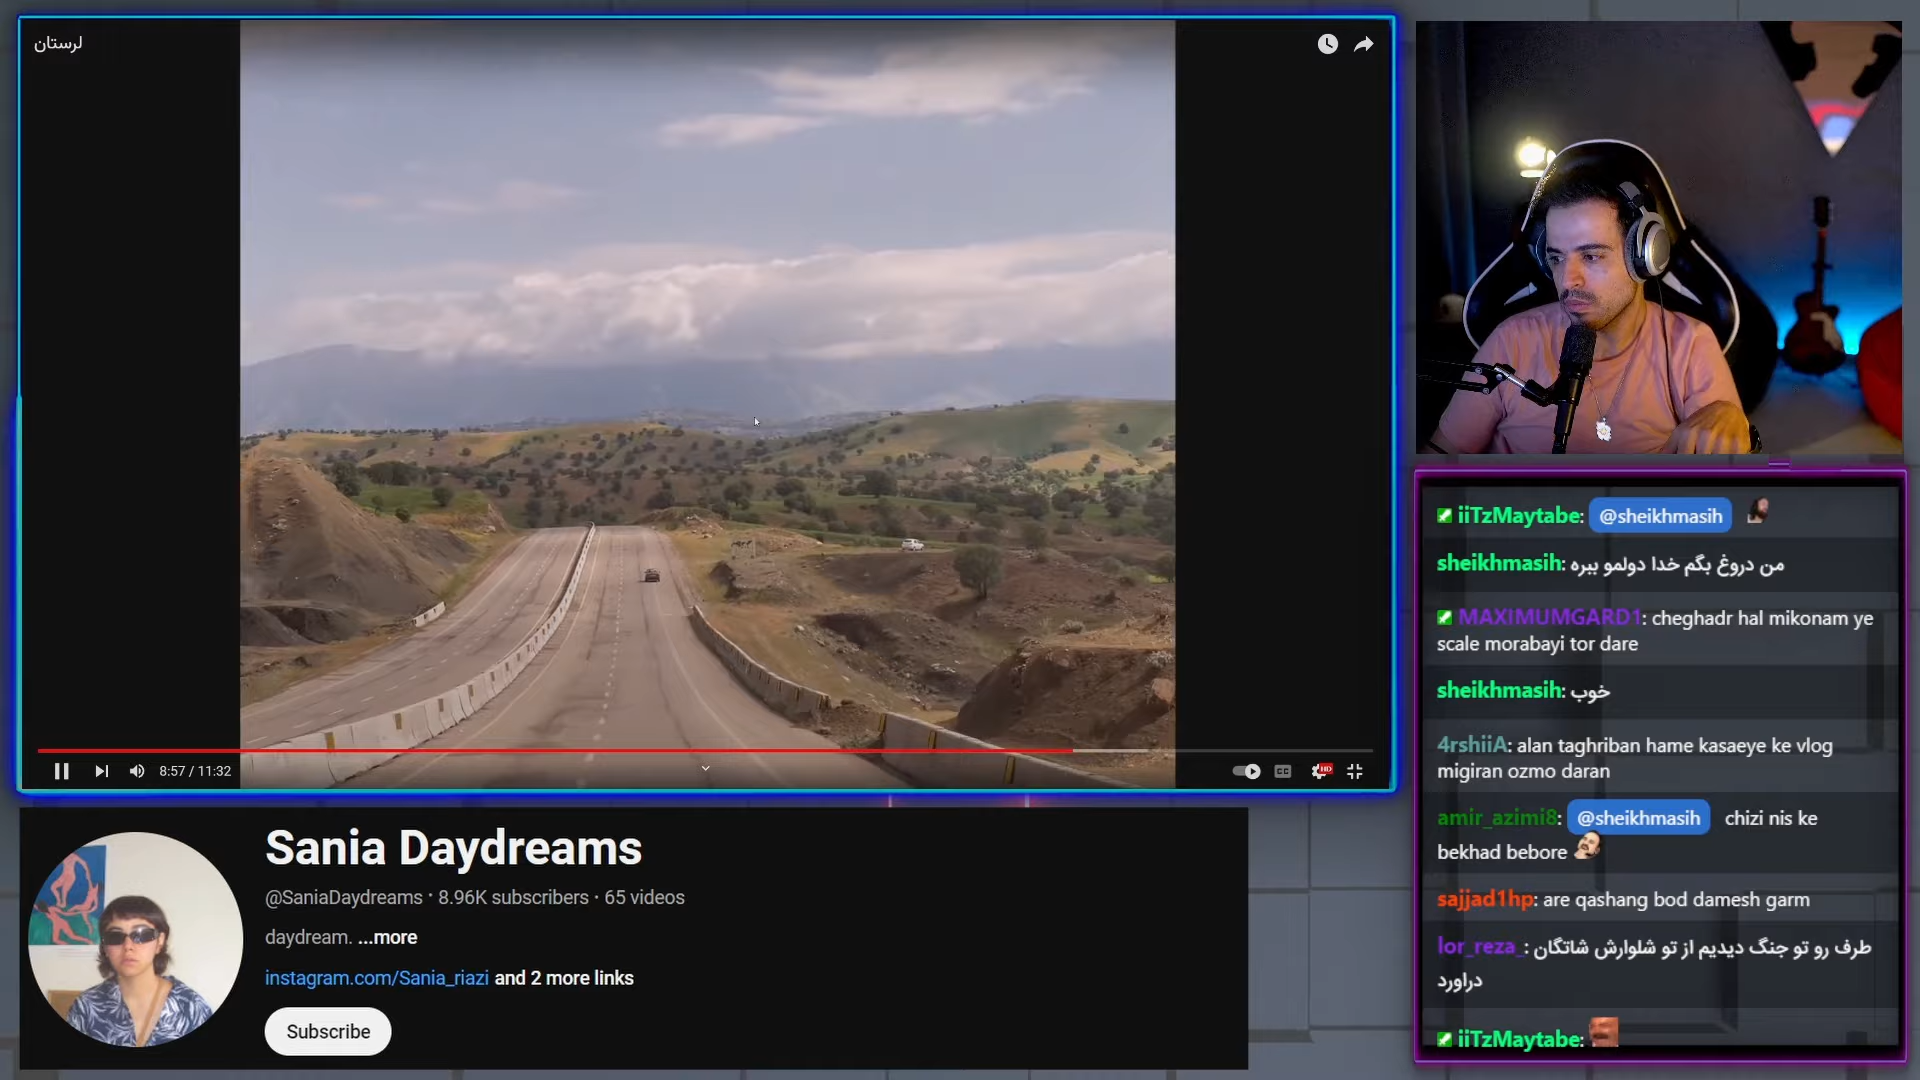 لرستان
8:57 / 11:32
CC
HD
Sania Daydreams
@SaniaDaydreams · 8.96K subscribers · 65 videos
daydream. ...more
instagram.com/Sania_riazi and 2 more links
Subscribe
iiTzMaytabe: @sheikhmasih
sheikhmasih: من دروغ بگم خدا دولمو ببره
MAXIMUMGARD1: cheghadr hal mikonam ye
scale morabayi tor dare
sheikhmasih: خوب
4rshiiA: alan taghriban hame kasaeye ke vlog
migiran ozmo daran
amir_azimi8: @sheikhmasih chizi nis ke
bekhad bebore
sajjad1hp: are qashang bod damesh garm
lor_reza_: طرف رو تو جنگ دیدیم از تو شلوارش شاتگان
دراورد
iiTzMaytabe: